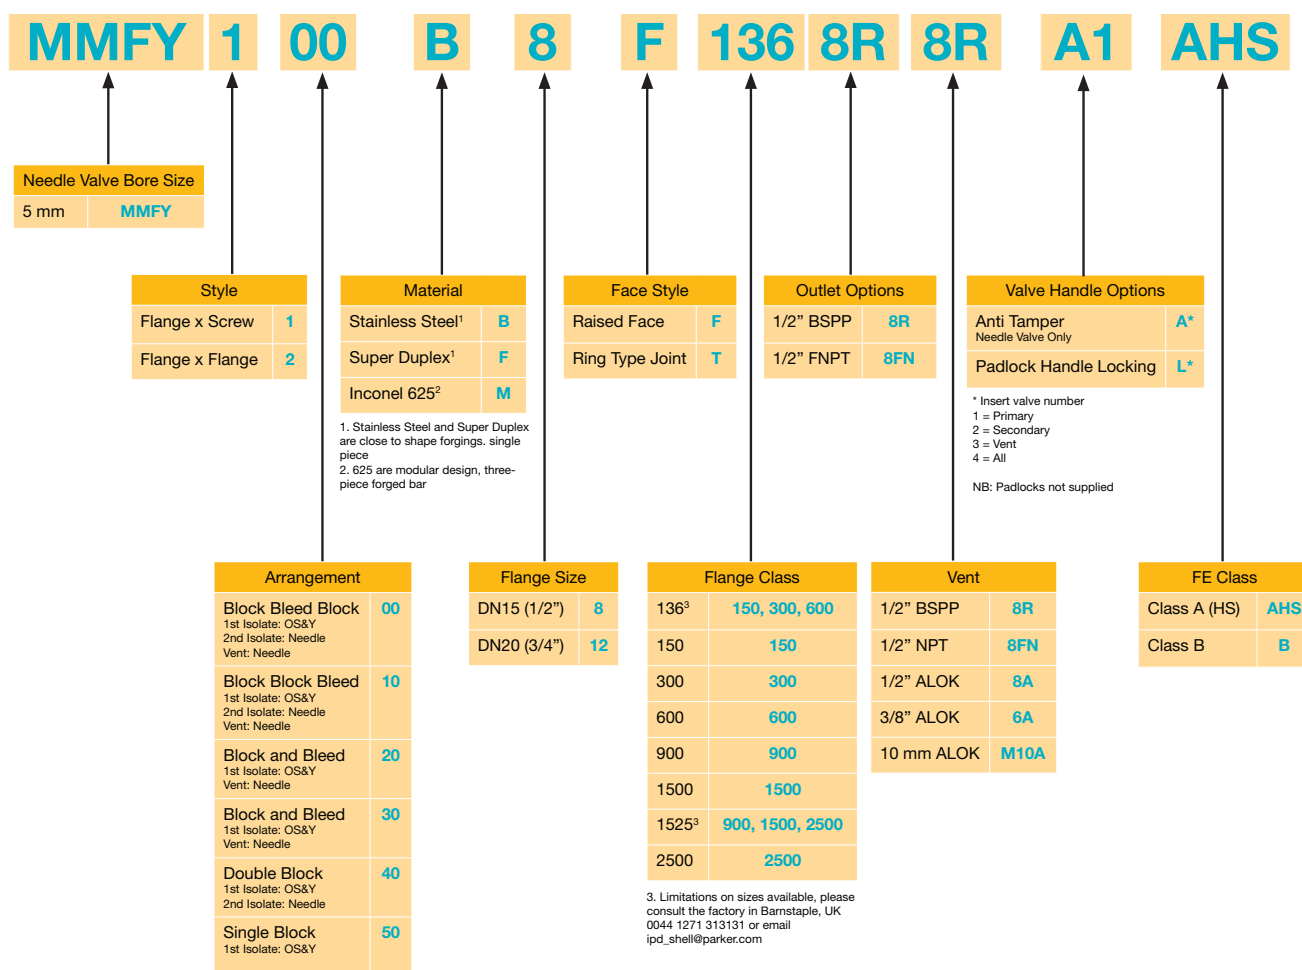 MMFY 1 00 B 8 F 136 8R 8R A1 AHS
Needle Valve Bore Size
5 mm MMFY
Style
Flange x Screw 1
Flange x Flange 2
Material
Stainless Steel¹ B
Super Duplex¹ F
Inconel 625² M
1. Stainless Steel and Super Duplex
are close to shape forgings. single
piece
2. 625 are modular design, three-
piece forged bar
Face Style
Raised Face F
Ring Type Joint T
Outlet Options
1/2” BSPP 8R
1/2” FNPT 8FN
Valve Handle Options
Anti Tamper A*
Needle Valve Only
Padlock Handle Locking L*
* Insert valve number
1 = Primary
2 = Secondary
3 = Vent
4 = All
NB: Padlocks not supplied
Arrangement
Block Bleed Block 00
1st Isolate: OS&Y
2nd Isolate: Needle
Vent: Needle
Block Block Bleed 10
1st Isolate: OS&Y
2nd Isolate: Needle
Vent: Needle
Block and Bleed 20
1st Isolate: OS&Y
Vent: Needle
Block and Bleed 30
1st Isolate: OS&Y
Vent: Needle
Double Block 40
1st Isolate: OS&Y
2nd Isolate: Needle
Single Block 50
1st Isolate: OS&Y
Flange Size
DN15 (1/2”) 8
DN20 (3/4”) 12
Flange Class
136³ 150, 300, 600
150 150
300 300
600 600
900 900
1500 1500
1525³ 900, 1500, 2500
2500 2500
3. Limitations on sizes available, please
consult the factory in Barnstaple, UK
0044 1271 313131 or email
ipd_shell@parker.com
Vent
1/2” BSPP 8R
1/2” NPT 8FN
1/2” ALOK 8A
3/8” ALOK 6A
10 mm ALOK M10A
FE Class
Class A (HS) AHS
Class B B